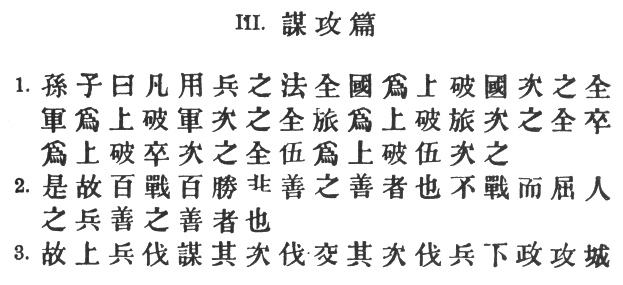 III. 謀攻篇
1. 孫子曰凡用兵之法全國爲上破國次之全
軍爲上破軍次之全旅爲上破旅次之全卒
爲上破卒次之全伍爲上破伍次之
2. 是故百戰百勝非善之善者也不戰而屈人
之兵善之善者也
3. 故上兵伐謀其次伐交其次伐兵下政攻城